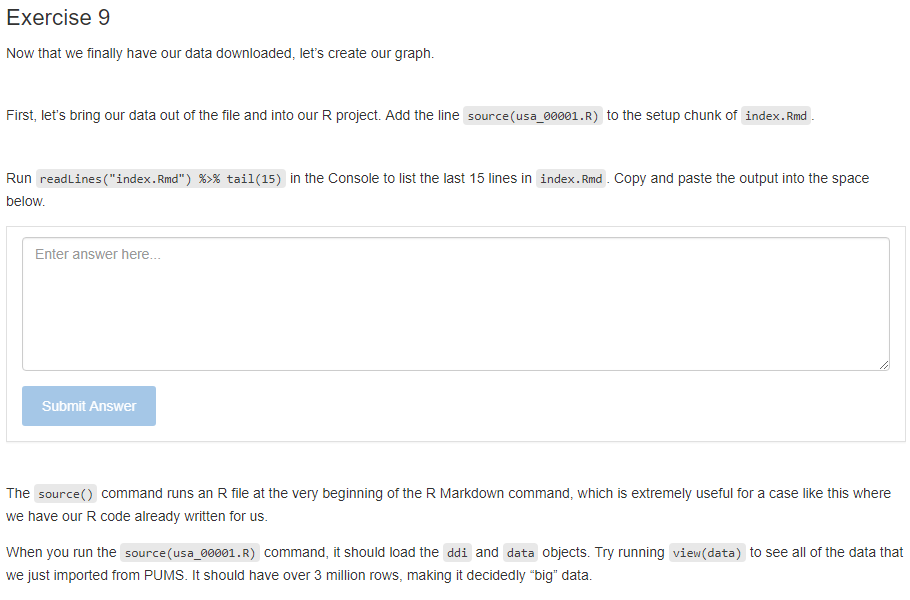 Exercise 9
Now that we finally have our data downloaded, let's create our graph.
First, let's bring our data out of the file and into our R project. Add the line source(usa_00001.R) to the setup chunk of index.Rmd.
Run readLines("index.Rmd") %>% tail(15) in the Console to list the last 15 lines in index.Rmd. Copy and paste the output into the space
below.
Enter answer here...
Submit Answer
The source() command runs an R file at the very beginning of the R Markdown command, which is extremely useful for a case like this where
we have our R code already written for us.
When you run the source(usa_00001.R) command, it should load the ddi and data objects. Try running view(data) to see all of the data that
we just imported from PUMS. It should have over 3 million rows, making it decidedly “big” data.